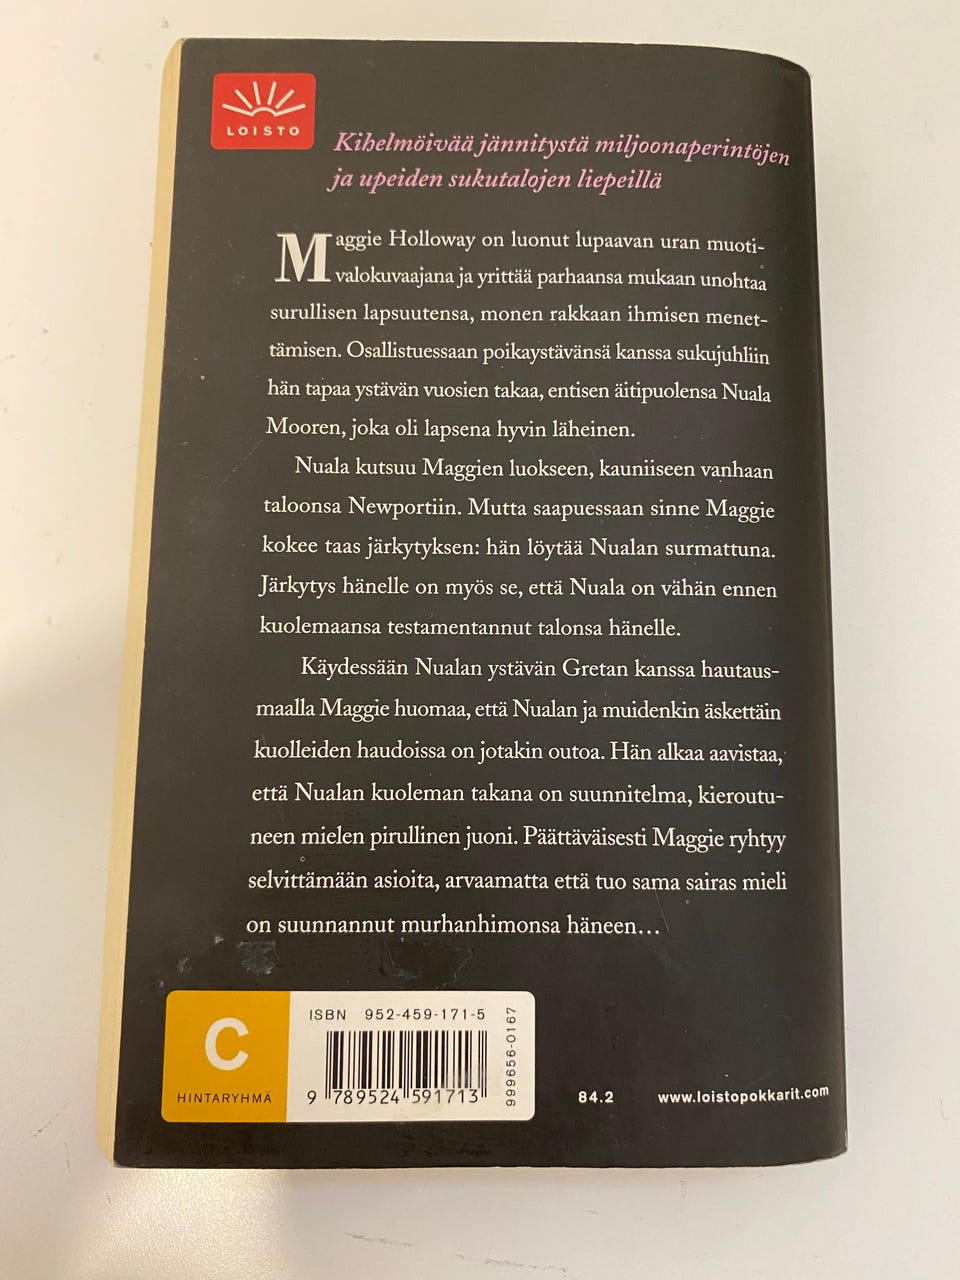 LOISTO
Kihelmöivää jännitystä miljoonaperintöjen
ja upeiden sukutalojen liepeillä
Maggie Holloway on luonut lupaavan uran muoti-
valokuvaajana ja yrittää parhaansa mukaan unohtaa
surullisen lapsuutensa, monen rakkaan ihmisen menet-
tämisen. Osallistuessaan poikaystävänsä kanssa sukujuhliin
hän tapaa ystävän vuosien takaa, entisen äitipuolensa Nuala
Mooren, joka oli lapsena hyvin läheinen.
Nuala kutsuu Maggien luokseen, kauniiseen vanhaan
taloonsa Newportiin. Mutta saapuessaan sinne Maggie
kokee taas järkytyksen: hän löytää Nualan surmattuna.
Järkytys hänelle on myös se, että Nuala on vähän ennen
kuolemaansa testamentannut talonsa hänelle.
Käydessään Nualan ystävän Gretan kanssa hautaus-
maalla Maggie huomaa, että Nualan ja muidenkin äskettäin
kuolleiden haudoissa on jotakin outoa. Hän alkaa aavistaa,
että Nualan kuoleman takana on suunnitelma, kieroutu-
neen mielen pirullinen juoni. Päättäväisesti Maggie ryhtyy
selvittämään asioita, arvaamatta että tuo sama sairas mieli
on suunnannut murhanhimonsa häneen...
C
HINTARYHMÄ
ISBN 952-459-171-5
9 789524 591713
999656-0167
84.2
www.loistopokkarit.com